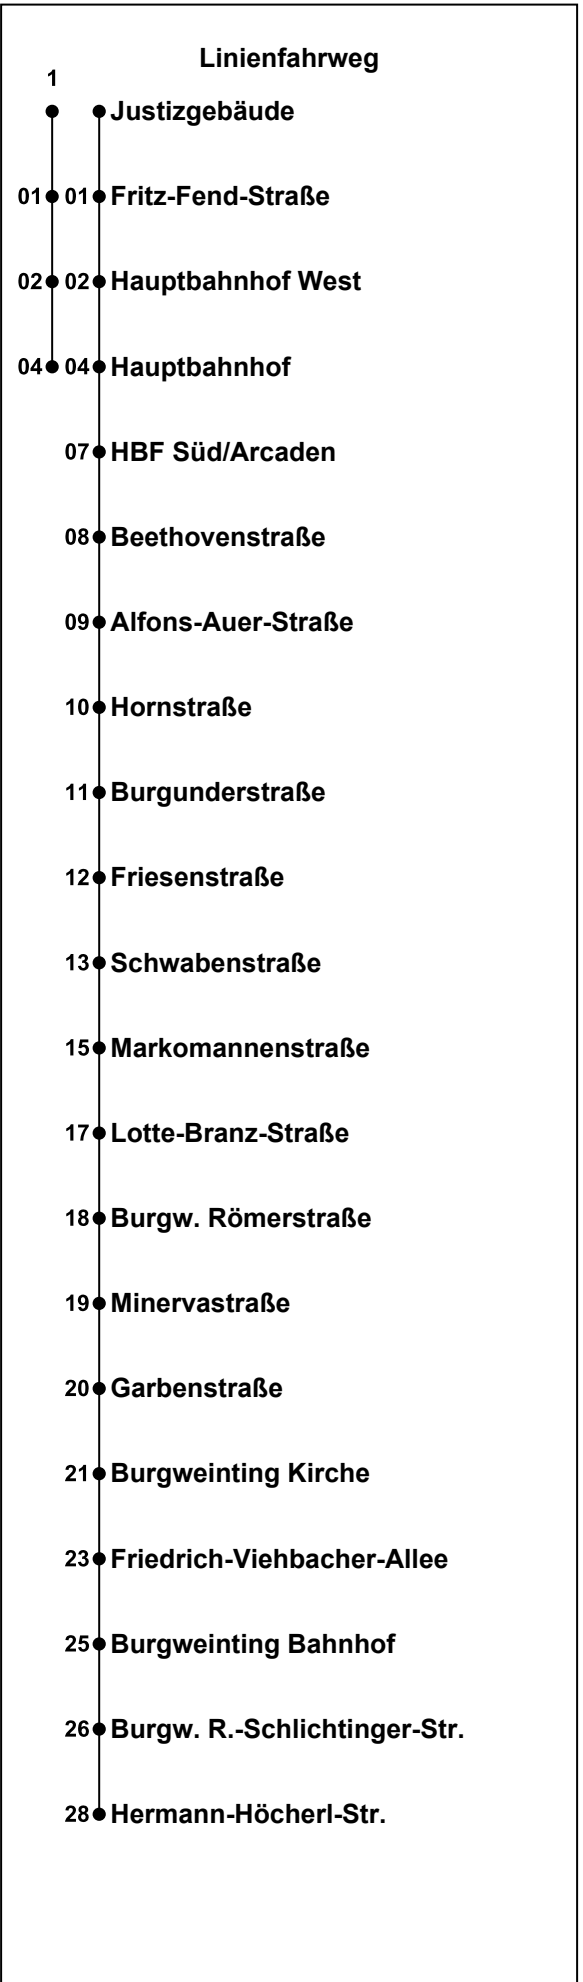 Linienfahrweg
1
Justizgebäude
01 01 Fritz-Fend-Straße
02 02 Hauptbahnhof West
04 04 Hauptbahnhof
07 HBF Süd/Arcaden
08 Beethovenstraße
09 Alfons-Auer-Straße
10 Hornstraße
11 Burgunderstraße
12 Friesenstraße
13 Schwabenstraße
15 Markomannenstraße
17 Lotte-Branz-Straße
18 Burgw. Römerstraße
19 Minervastraße
20 Garbenstraße
21 Burgweinting Kirche
23 Friedrich-Viehbacher-Allee
25 Burgweinting Bahnhof
26 Burgw. R.-Schlichtinger-Str.
28 Hermann-Höcherl-Str.